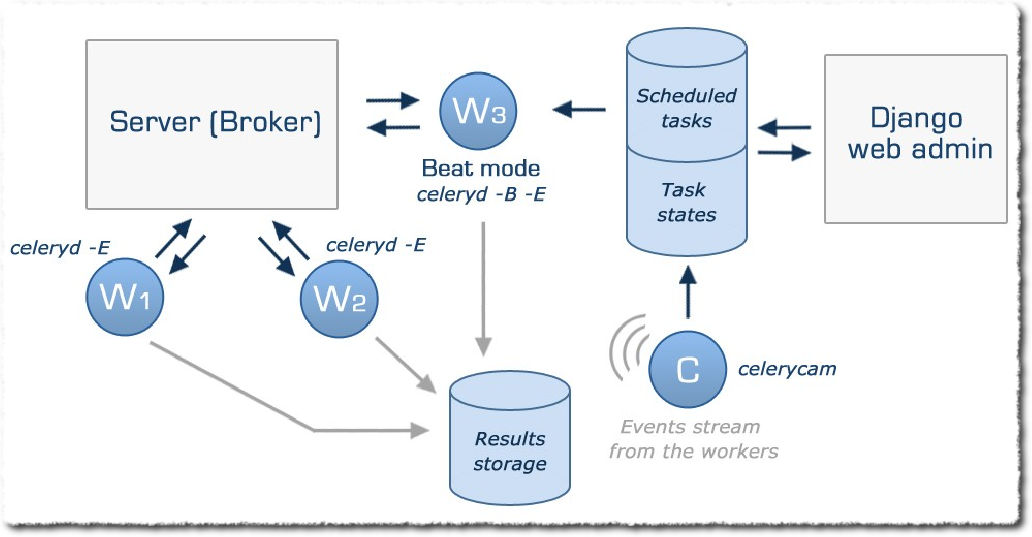 Server (Broker)
W3
Beat mode
celeryd -B -E
Scheduled
tasks
Task
states
Django
web admin
celeryd -E
W1
celeryd -E
W2
Results
storage
C
celerycam
Events stream
from the workers